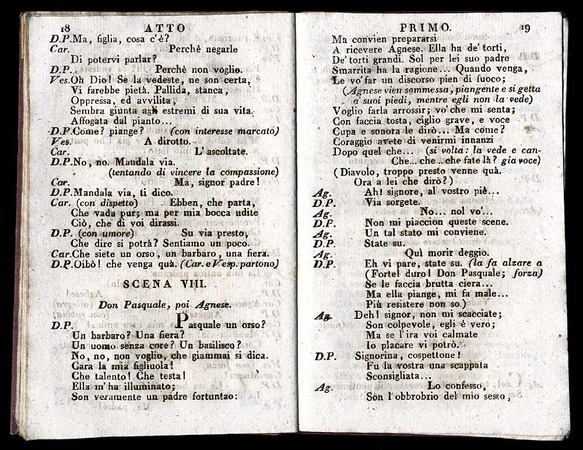 18 ATTO
D.P. Ma, figlia, cosa c'è?
Car. Perchè negarle
Di potervi parlar?
D.P. Perchè non voglio.
Ves. Oh Dio! Se la vedeste, ne son certa,
Vi farebbe pietà. Pallida, stanca,
Oppressa, ed avvilita,
Sembra giunta agli estremi di sua vita.
Affogata dal pianto...
D.P. Come? piange? (con interesse marcato)
Ves. A dirotto.
Car. L'ascoltate.
D.P. No, no. Mandala via.
(tentando di vincere la compassione)
Car. Ma, signor padre!
D.P. Mandala via, ti dico.
Car. (con dispetto) Ebben, che parta,
Che vada pur; ma per mia bocca udite
Ciò, che di voi dirassi.
D.P. (con umore) Su via presto,
Che dire si potrà? Sentiamo un poco.
Car. Che siete un orso, un barbaro, una fiera.
D.P. Oibò! che venga quà. (Car. e Vesp. partono)
SCENA VIII.
Don Pasquale, poi Agnese.
D.P. Pasquale un orso?
Un barbaro? Una fiera?
Un uomo senza core? Un basilisco?
No, no, non voglio, che giammai si dica.
Cara la mia figliuola!
Che talento! Che testa!
Ella m'ha illuminato;
Son veramente un padre fortunato:
PRIMO. 19
Ma convien prepararsi
A ricevere Agnese. Ella ha de' torti,
De' torti grandi. Sol per lei suo padre
Smarrita ha la ragione... Quando venga,
Le vo' far un discorso pien di fuoco;
(Agnese vien sommessa, piangente e si getta
a' suoi piedi, mentre egli non la vede)
Voglio farla arrossir; vo' che mi senta;
Con faccia tosta, ciglio grave, e voce
Cupa e sonora le dirò... Ma come?
Coraggio avete di venirmi innanzi
Dopo quel che... (si volta: la vede e can-
Che... che... che fate là? gia voce)
(Diavolo, troppo presto venne quà.
Ora a lei che dirò?)
Ag. Ah! signore, al vostro piè...
D.P. Via sorgete.
Ag. No... nol vo'...
D.P. Non mi piaccion queste scene.
Ag. Un tal stato mi conviene.
D.P. State su.
Ag. Quì morir deggio.
D.P. Eh vi pare, state su. (la fa alzare a
(Forte! duro! Don Pasquale; forza)
Se le faccia brutta ciera...
Ma ella piange, mi fa male...
Più resistere non so.)
Ag. Deh! signor, non mi scacciate;
Son colpevole, egli è vero;
Ma se l'ira voi calmate
Io placare vi potrò.
D.P. Signorina, cospettone!
Fu la vostra una scappata
Sconsigliata...
Ag. Lo confesso,
Son l'obbrobrio del mio sesso,